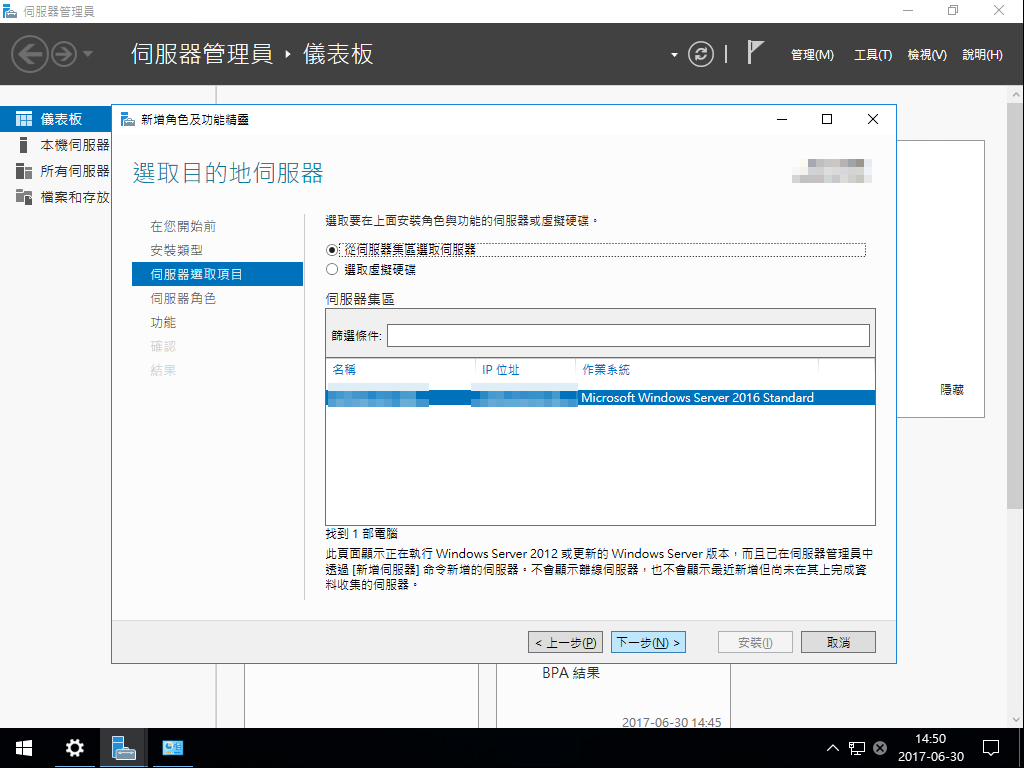 伺服器管理員
伺服器管理員 ‣ 儀表板
管理(M) 工具(T) 檢視(V) 說明(H)
儀表板
本機伺服器
所有伺服器
檔案和存放
新增角色及功能精靈
選取目的地伺服器
在您開始前
安裝類型
伺服器選取項目
伺服器角色
功能
確認
結果
選取要在上面安裝角色與功能的伺服器或虛擬硬碟。
從伺服器集區選取伺服器
選取虛擬硬碟
伺服器集區
篩選條件:
名稱 IP 位址 作業系統
Microsoft Windows Server 2016 Standard
找到 1 部電腦
此頁面顯示正在執行 Windows Server 2012 或更新的 Windows Server 版本，而且已在伺服器管理員中
透過 [新增伺服器] 命令新增的伺服器。不會顯示離線伺服器，也不會顯示最近新增但尚未在其上完成資
料收集的伺服器。
< 上一步(P) 下一步(N) > 安裝(I) 取消
隱藏
BPA 結果
2017-06-30 14:45
14:50
2017-06-30